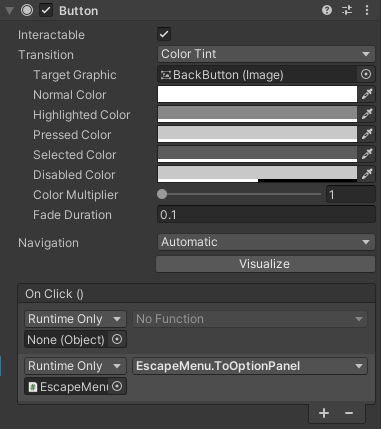 Button
Interactable
Transition Color Tint
Target Graphic BackButton (Image)
Normal Color
Highlighted Color
Pressed Color
Selected Color
Disabled Color
Color Multiplier 1
Fade Duration 0.1
Navigation Automatic
Visualize
On Click ()
Runtime Only No Function
None (Object)
Runtime Only EscapeMenu.ToOptionPanel
EscapeMenu
+ −